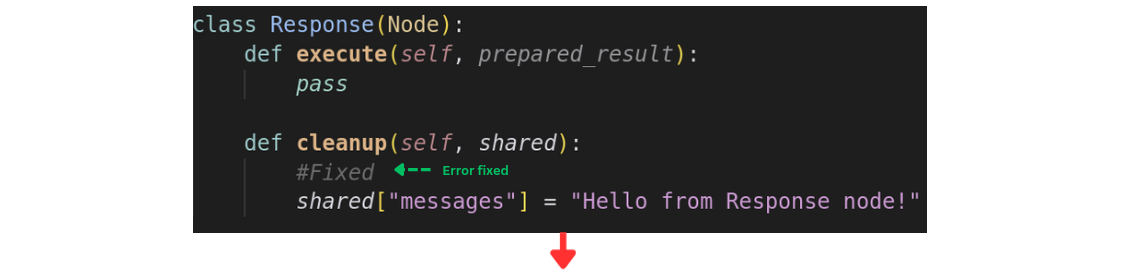 class Response(Node):
def execute(self, prepared_result):
pass
def cleanup(self, shared):
#Fixed Error fixed
shared["messages"] = "Hello from Response node!"